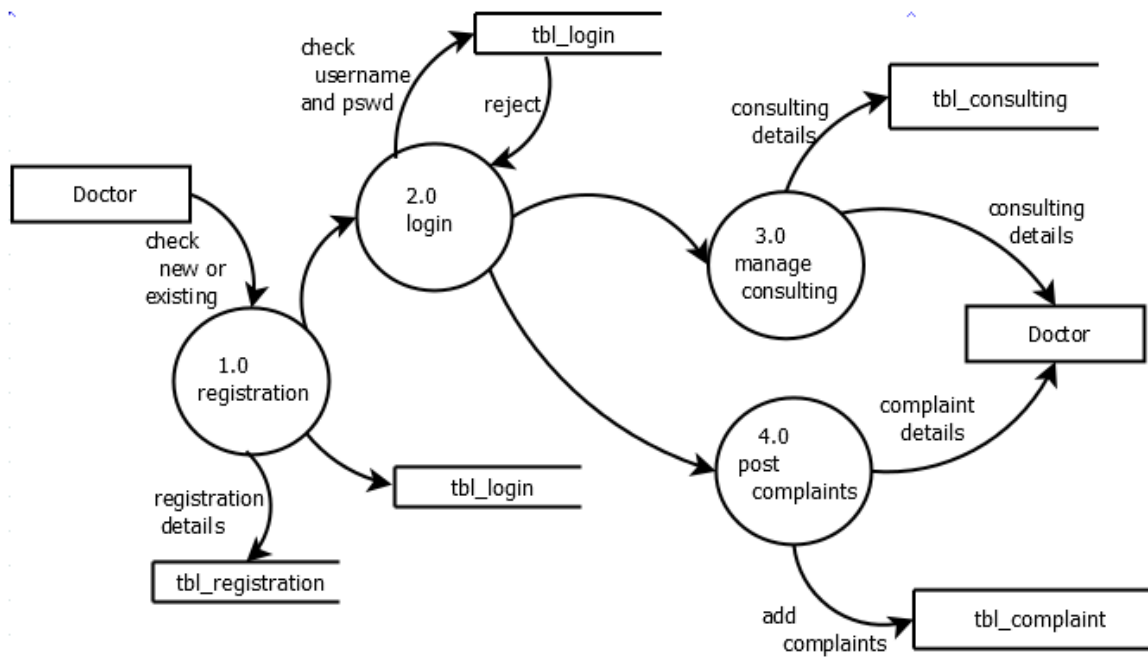 tbl_login
check
username
and pswd
reject
tbl_consulting
consulting
details
Doctor
2.0
login
check
new or
existing
3.0
manage
consulting
consulting
details
Doctor
1.0
registration
complaint
details
4.0
post
complaints
tbl_login
registration
details
tbl_registration
add
complaints
tbl_complaint